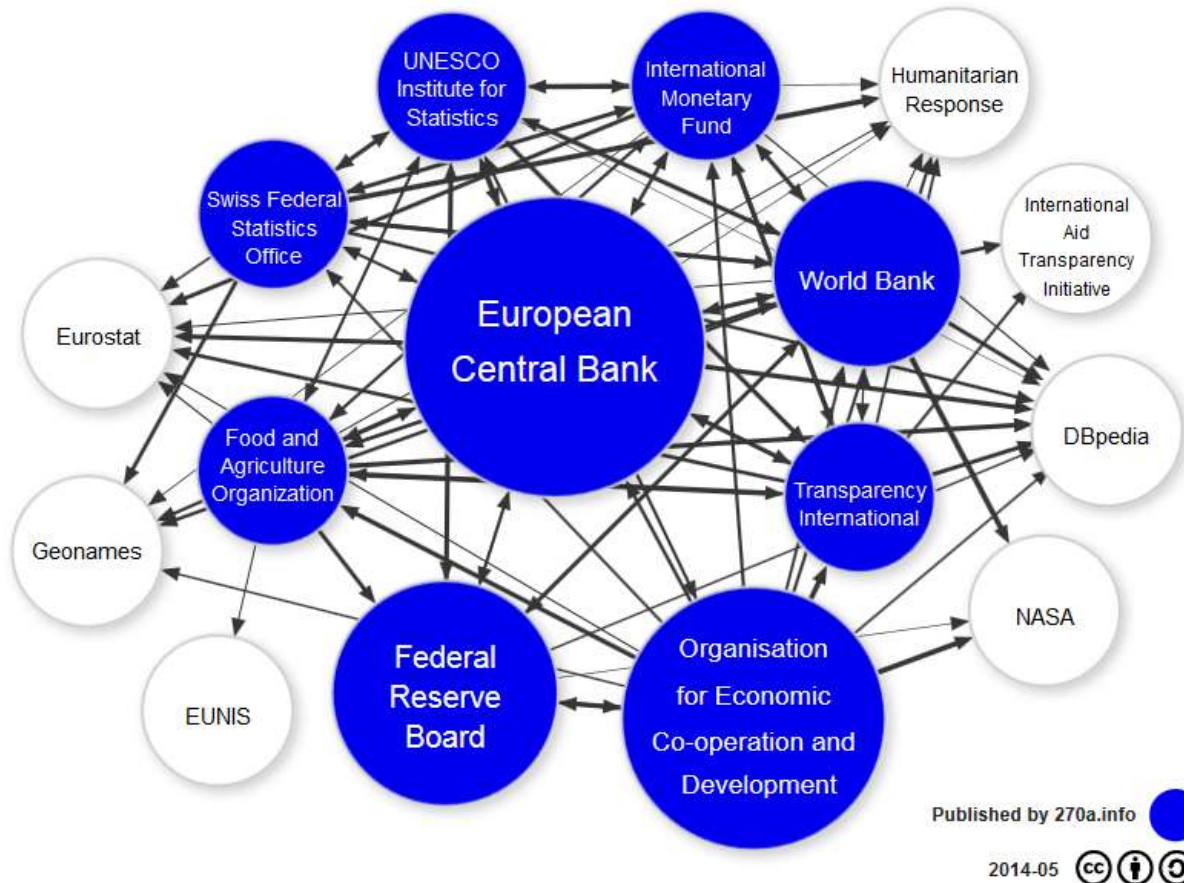 UNESCO
Institute for
Statistics
International
Monetary
Fund
Humanitarian
Response
Swiss Federal
Statistics
Office
International
Aid
Transparency
Initiative
World Bank
European
Central Bank
Eurostat
DBpedia
Food and
Agriculture
Organization
Transparency
International
Geonames
NASA
Federal
Reserve
Board
Organisation
for Economic
Co-operation and
Development
EUNIS
Published by 270a.info
2014-05
cc